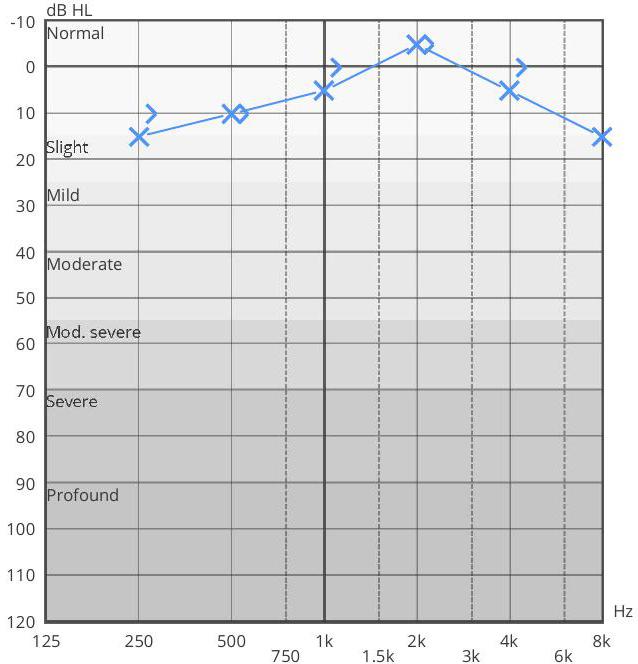 dB HL
-10
Normal
0
10
Slight
20
Mild
30
40
Moderate
50
Mod. severe
60
70
Severe
80
90
Profound
100
110
120
Hz
125 250 500 1k 2k 4k 8k
750 1.5k 3k 6k